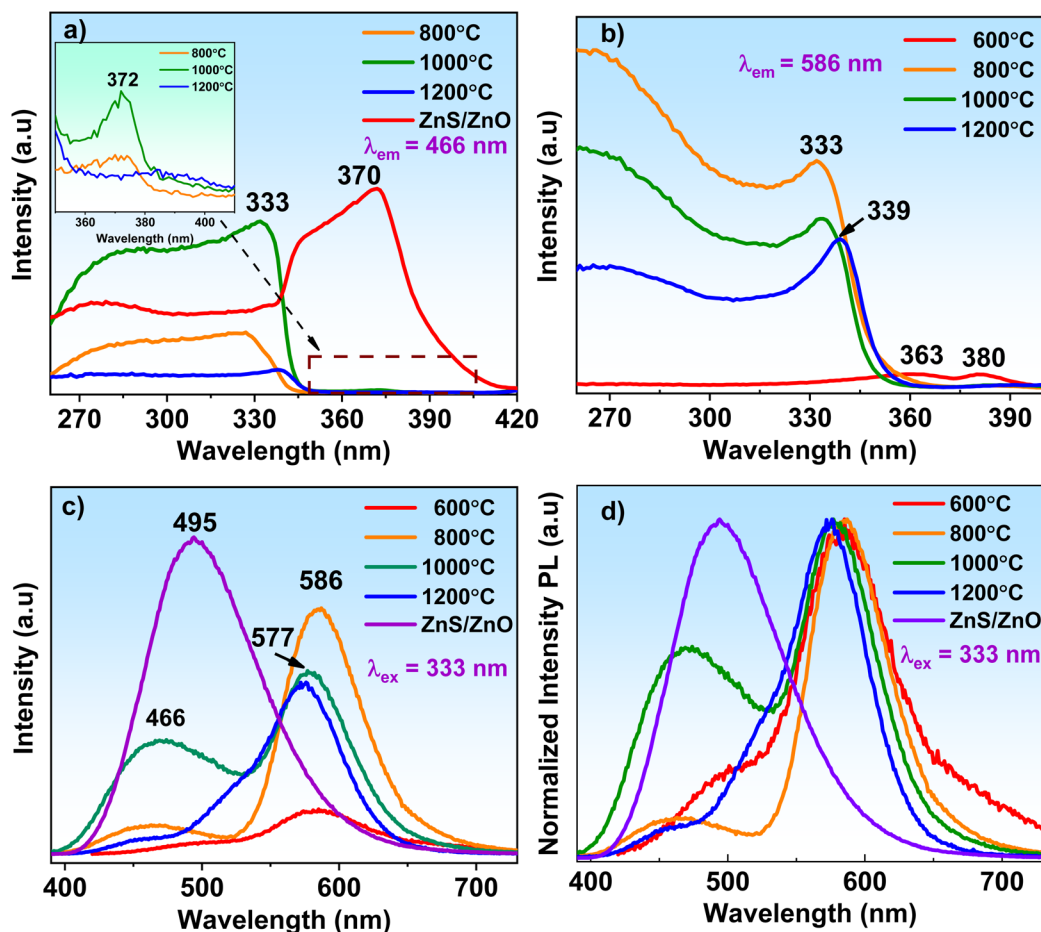 a)
800°C
1000°C
1200°C
ZnS/ZnO
λem = 466 nm
800°C
1000°C
1200°C
372
360 380 400
Wavelength (nm)
333
370
Intensity (a.u)
270 300 330 360 390 420
Wavelength (nm)
b)
λem = 586 nm
600°C
800°C
1000°C
1200°C
333
339
363
380
Intensity (a.u)
270 300 330 360 390
Wavelength (nm)
c)
600°C
800°C
1000°C
1200°C
ZnS/ZnO
λex = 333 nm
495
586
577
466
Intensity (a.u)
400 500 600 700
Wavelength (nm)
d)
600°C
800°C
1000°C
1200°C
ZnS/ZnO
λex = 333 nm
Normalized Intensity PL (a.u)
400 500 600 700
Wavelength (nm)